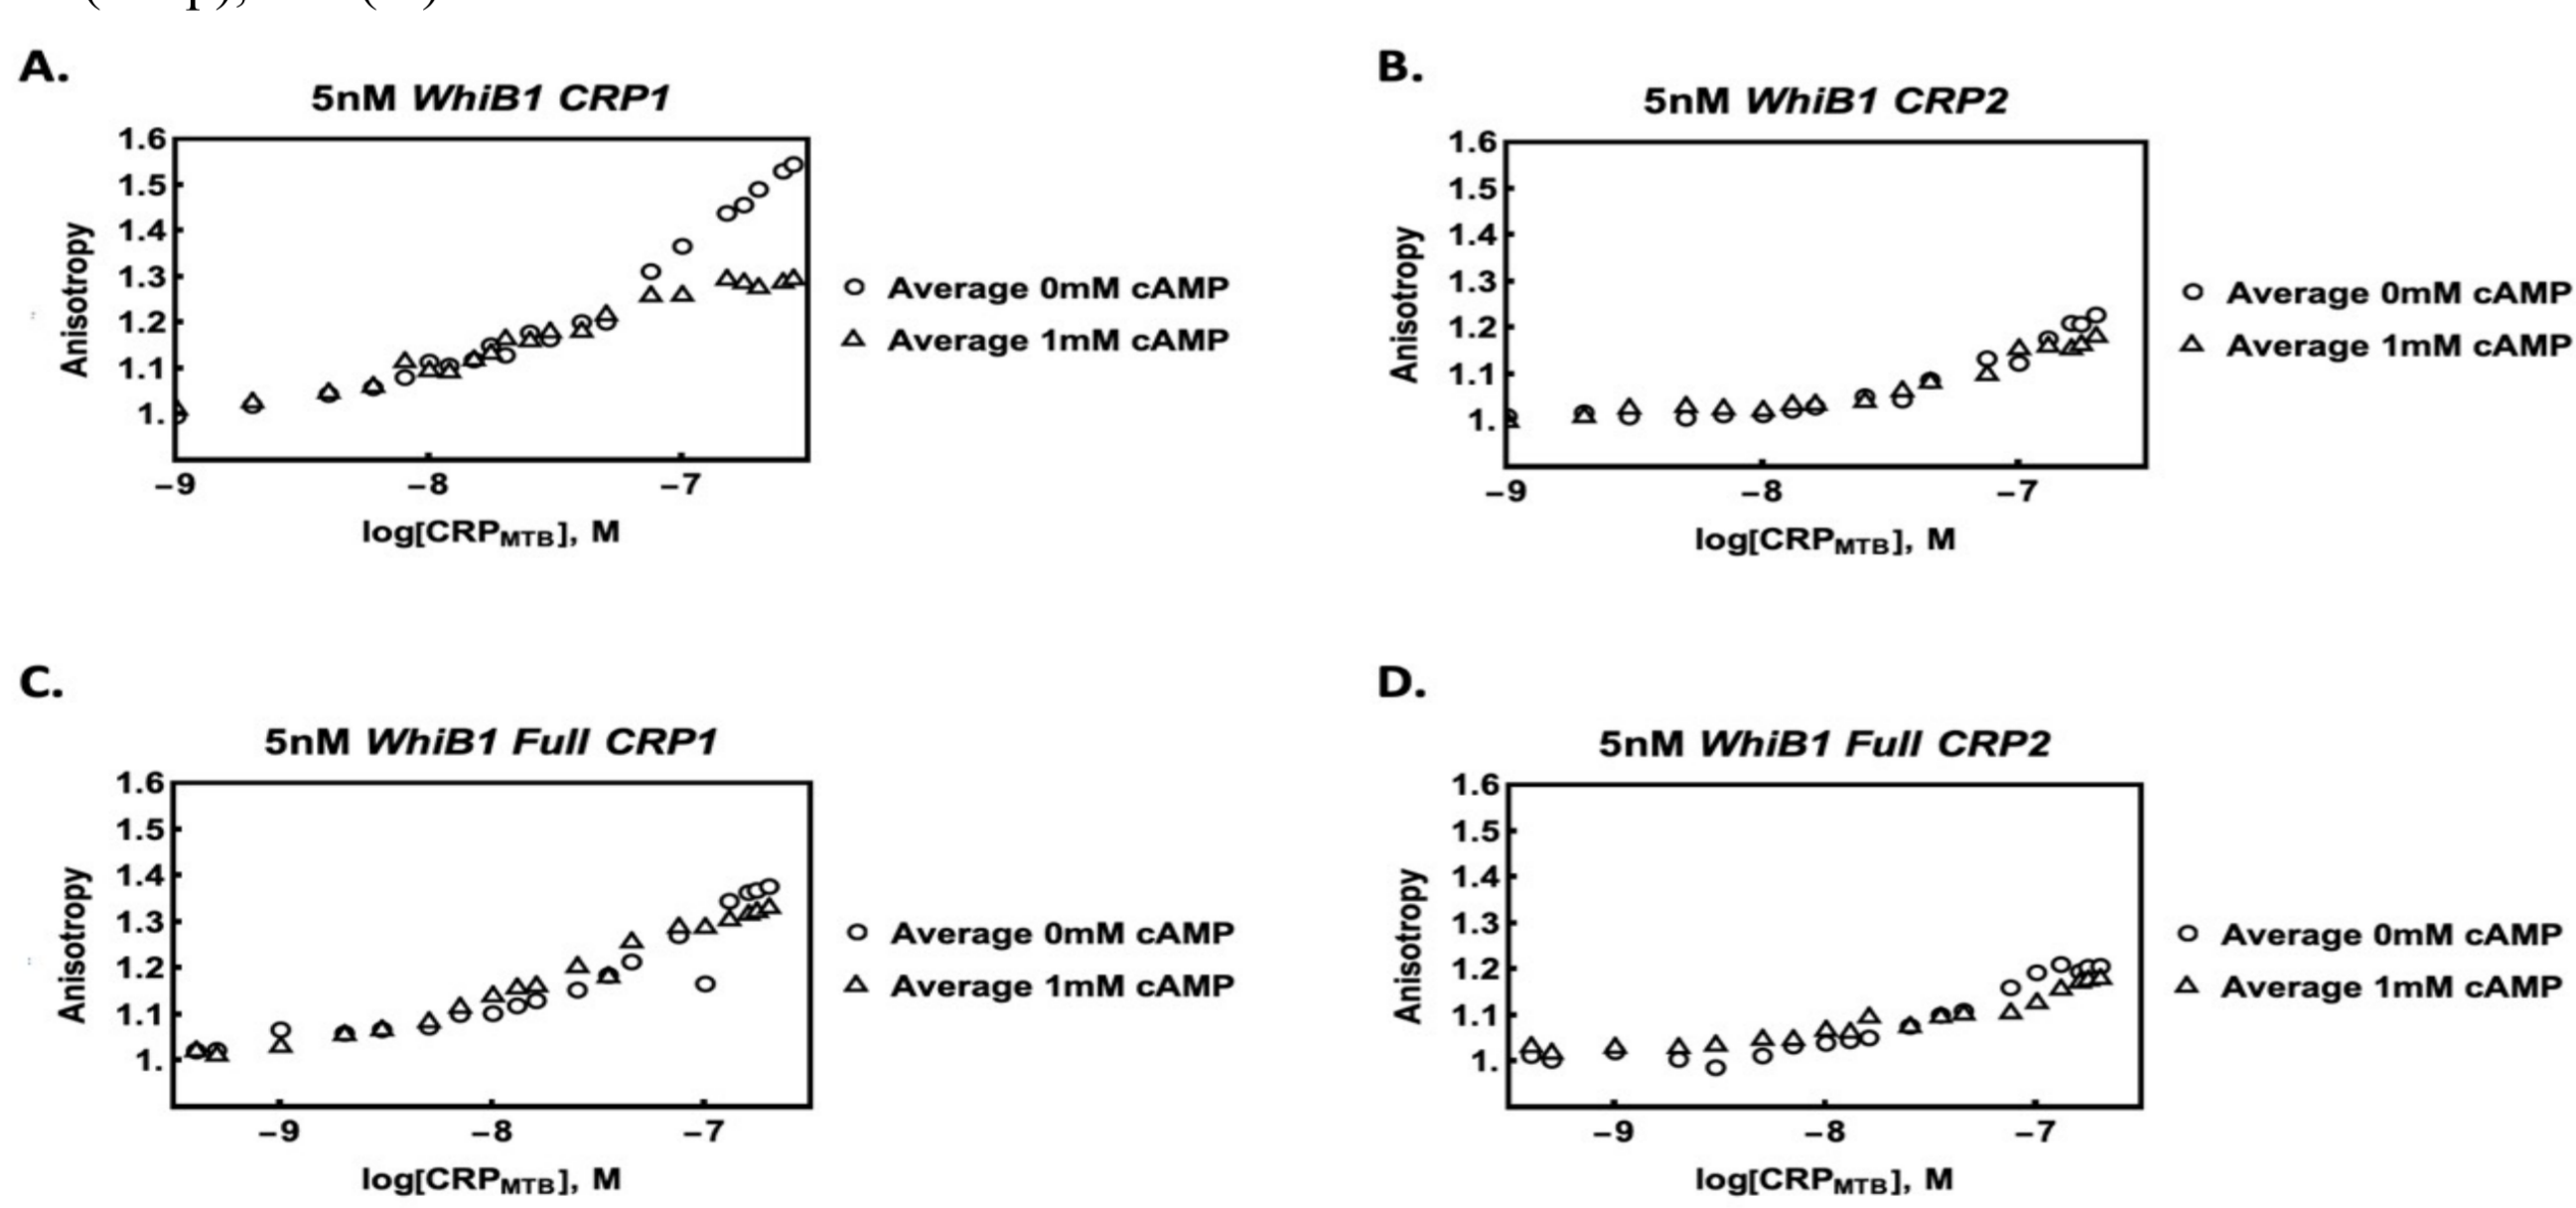 A.
5nM WhiB1 CRP1
1.6
1.5
1.4
1.3
1.2
1.1
1.
Anisotropy
−9 −8 −7
log[CRPMTB], M
Average 0mM cAMP
Average 1mM cAMP
B.
5nM WhiB1 CRP2
1.6
1.5
1.4
1.3
1.2
1.1
1.
Anisotropy
−9 −8 −7
log[CRPMTB], M
Average 0mM cAMP
Average 1mM cAMP
C.
5nM WhiB1 Full CRP1
1.6
1.5
1.4
1.3
1.2
1.1
1.
Anisotropy
−9 −8 −7
log[CRPMTB], M
Average 0mM cAMP
Average 1mM cAMP
D.
5nM WhiB1 Full CRP2
1.6
1.5
1.4
1.3
1.2
1.1
1.
Anisotropy
−9 −8 −7
log[CRPMTB], M
Average 0mM cAMP
Average 1mM cAMP